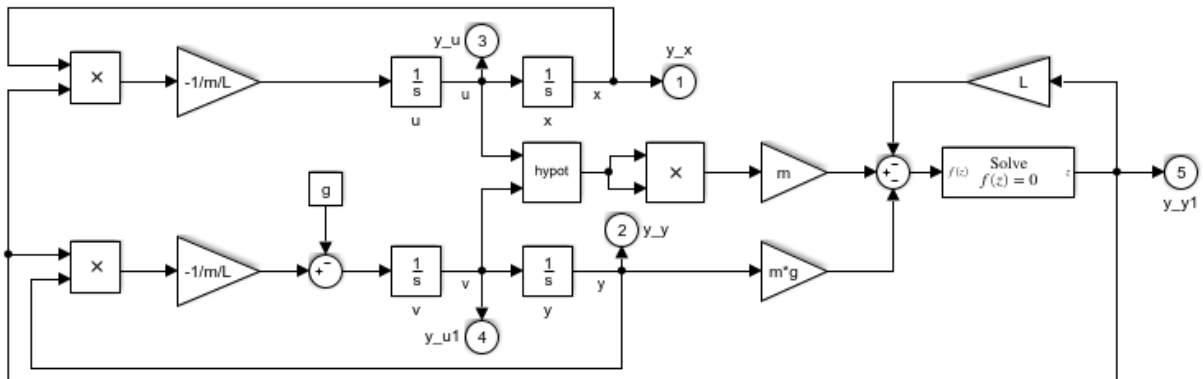 y_u
3
y_x
×
-1/m/L
1
s
u
u
1
s
x
x
1
L
hypot
×
m
+
−
−
f(z)
Solve
f(z) = 0
z
5
y_y1
g
2
y_y
×
-1/m/L
+
−
1
s
v
v
1
s
y
y
m*g
y_u1
4